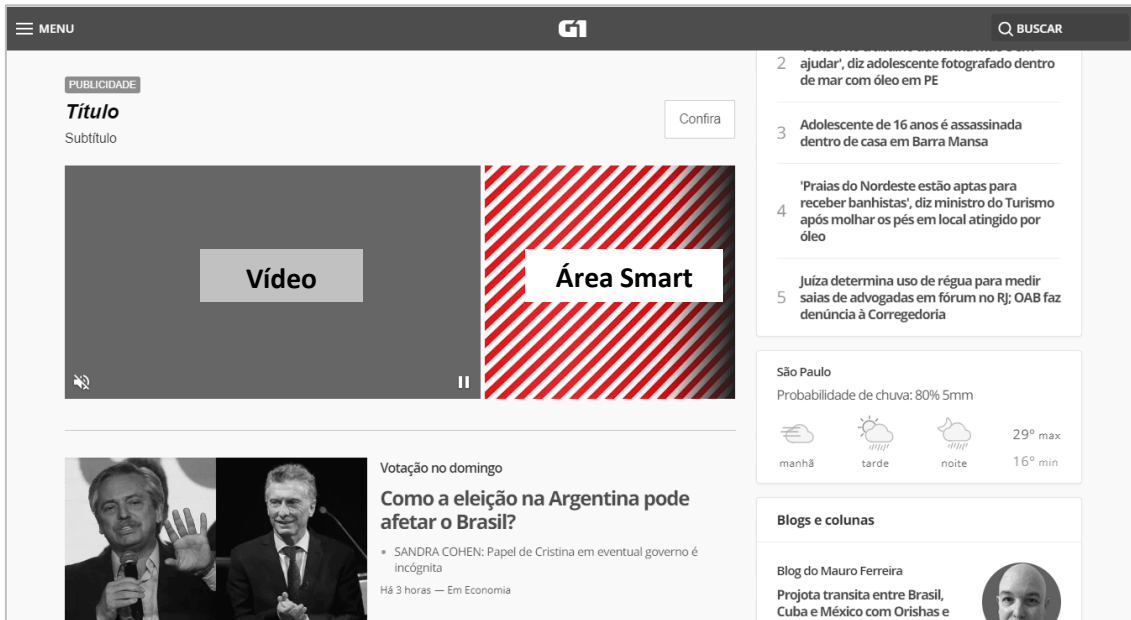 MENU
G1
BUSCAR
PUBLICIDADE
Título
Subtítulo
Confira
Vídeo
Área Smart
Votação no domingo
Como a eleição na Argentina pode
afetar o Brasil?
SANDRA COHEN: Papel de Cristina em eventual governo é
incógnita
Há 3 horas — Em Economia
2
ajudar', diz adolescente fotografado dentro
de mar com óleo em PE
3
Adolescente de 16 anos é assassinada
dentro de casa em Barra Mansa
4
'Praias do Nordeste estão aptas para
receber banhistas', diz ministro do Turismo
após molhar os pés em local atingido por
óleo
5
Juíza determina uso de régua para medir
saias de advogadas em fórum no RJ; OAB faz
denúncia à Corregedoria
São Paulo
Probabilidade de chuva: 80% 5mm
manhã
tarde
noite
29° max
16° min
Blogs e colunas
Blog do Mauro Ferreira
Projota transita entre Brasil,
Cuba e México com Orishas e